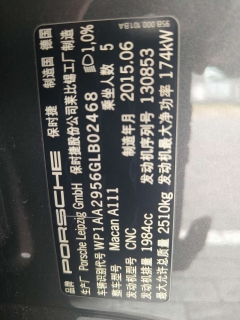 95B.000.101.BA
品牌 PORSCHE 保时捷 制造国 德国
生产厂 Porsche Leipzig GmbH 保时捷股份公司莱比锡工厂制造
车辆识别代号 WP1AA2956GLB02468 1,0%
整车型号 Macan A111 乘坐人数 5
发动机型号 CNC 制造年月 2015.06
发动机排量 1984cc 发动机序列号 130853
最大允许总质量 2510kg 发动机最大净功率 174kW